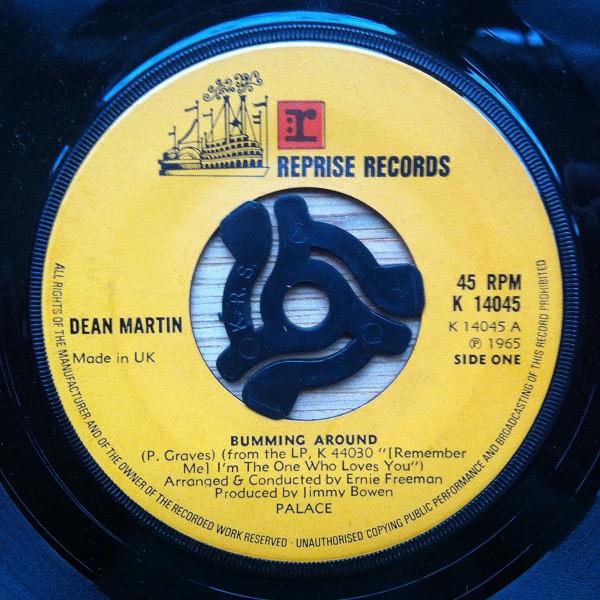 r
REPRISE RECORDS
45 RPM
K 14045
K 14045 A
℗ 1965
SIDE ONE
DEAN MARTIN
Made in UK
K.R.S.
BUMMING AROUND
(P. Graves) (from the LP, K 44030 "[Remember
Me] I'm The One Who Loves You")
Arranged & Conducted by Ernie Freeman
Produced by Jimmy Bowen
PALACE
ALL RIGHTS OF THE MANUFACTURER AND OF THE OWNER OF THE RECORDED WORK RESERVED · UNAUTHORISED COPYING PUBLIC PERFORMANCE AND BROADCASTING OF THIS RECORD PROHIBITED